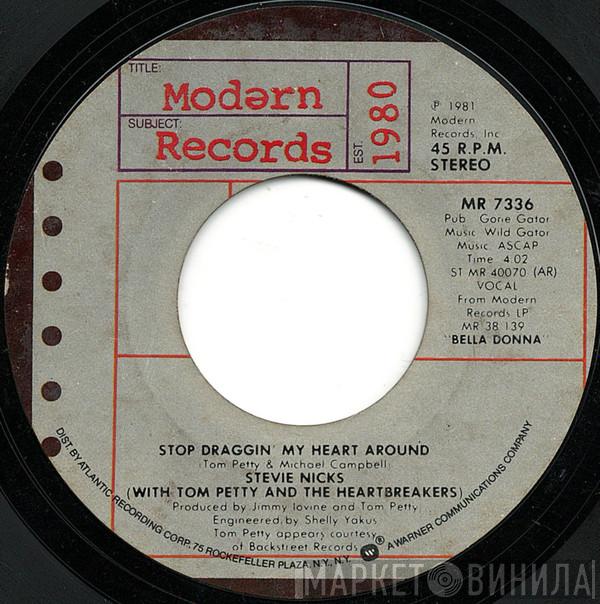 TITLE:
Modərn
SUBJECT:
Records
EST. 1980
℗ 1981
Modern
Records, Inc
45 R.P.M.
STEREO
MR 7336
Pub. Gone Gator
Music Wild Gator
Music ASCAP
Time 4:02
ST MR 40070 (AR)
VOCAL
From Modern
Records LP
MR 38 139
"BELLA DONNA"
STOP DRAGGIN' MY HEART AROUND
(Tom Petty & Michael Campbell)
STEVIE NICKS
(WITH TOM PETTY AND THE HEARTBREAKERS)
Produced by Jimmy Iovine and Tom Petty
Engineered by Shelly Yakus
Tom Petty appears courtesy
of Backstreet Records
DIST. BY ATLANTIC RECORDING CORP. 75 ROCKEFELLER PLAZA, N.Y., N.Y. W ® A WARNER COMMUNICATIONS COMPANY
МАРКЕТ ВИНИЛА